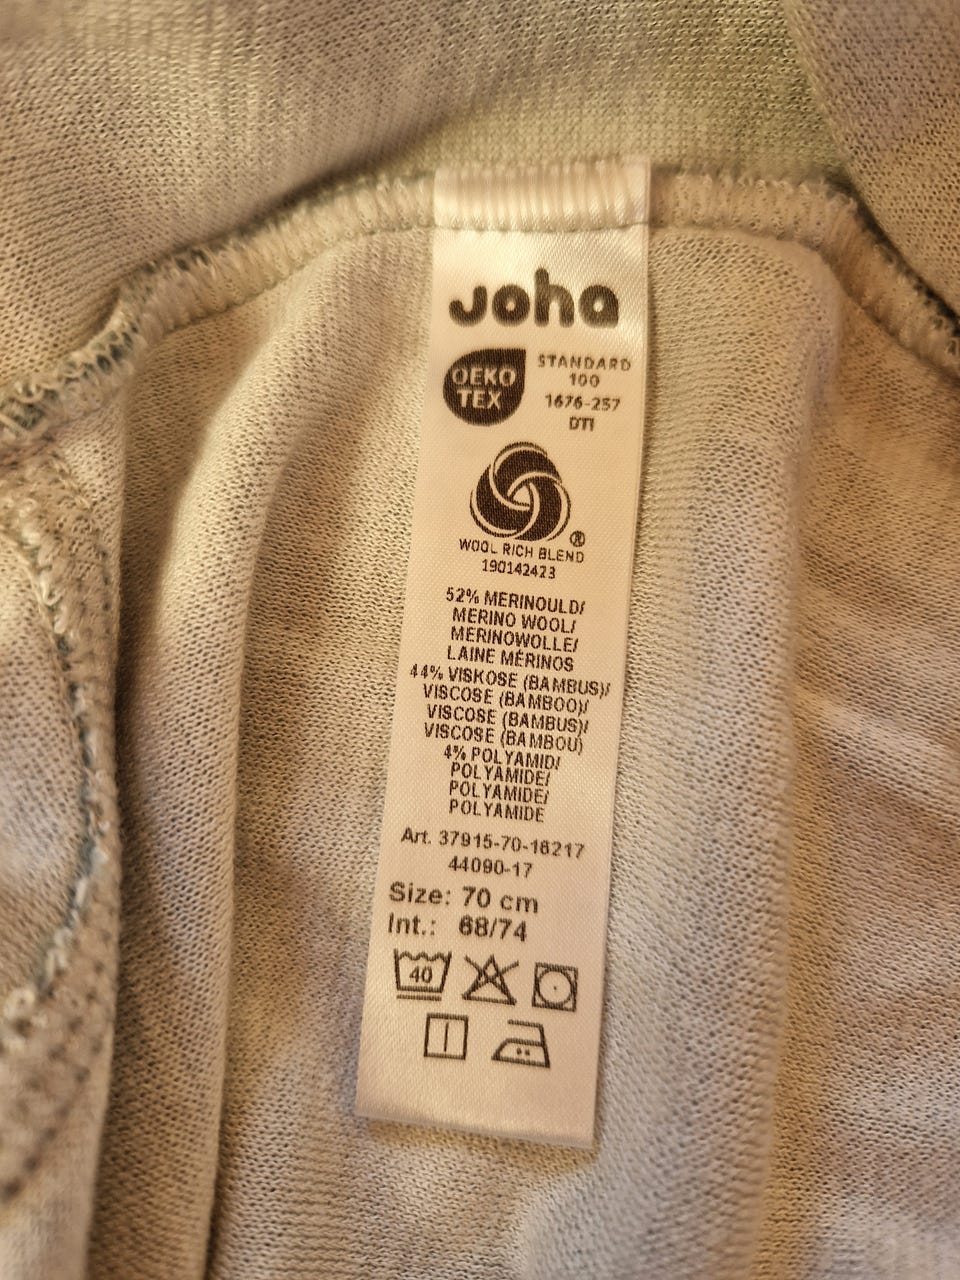 Joha
OEKO
TEX
STANDARD
100
1676-257
DTI
®
WOOL RICH BLEND
190142423
52% MERINOULD/
MERINO WOOL/
MERINOWOLLE/
LAINE MÉRINOS
44% VISKOSE (BAMBUS)/
VISCOSE (BAMBOO)/
VISCOSE (BAMBUS)/
VISCOSE (BAMBOU)
4% POLYAMID/
POLYAMIDE/
POLYAMIDE/
POLYAMIDE
Art. 37915-70-16217
44090-17
Size: 70 cm
Int.: 68/74
40